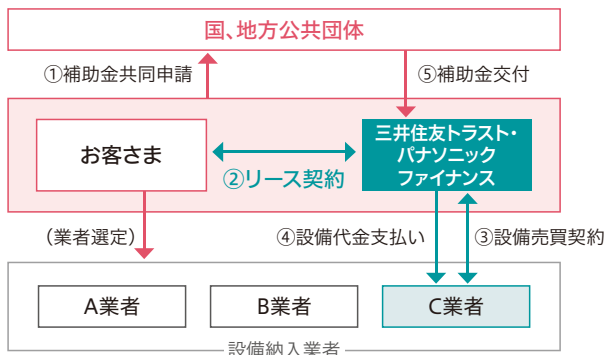 国、地方公共団体
①補助金共同申請
⑤補助金交付
お客さま
②リース契約
三井住友トラスト・
パナソニック
ファイナンス
(業者選定)
④設備代金支払い
③設備売買契約
A業者
B業者
C業者
設備納入業者